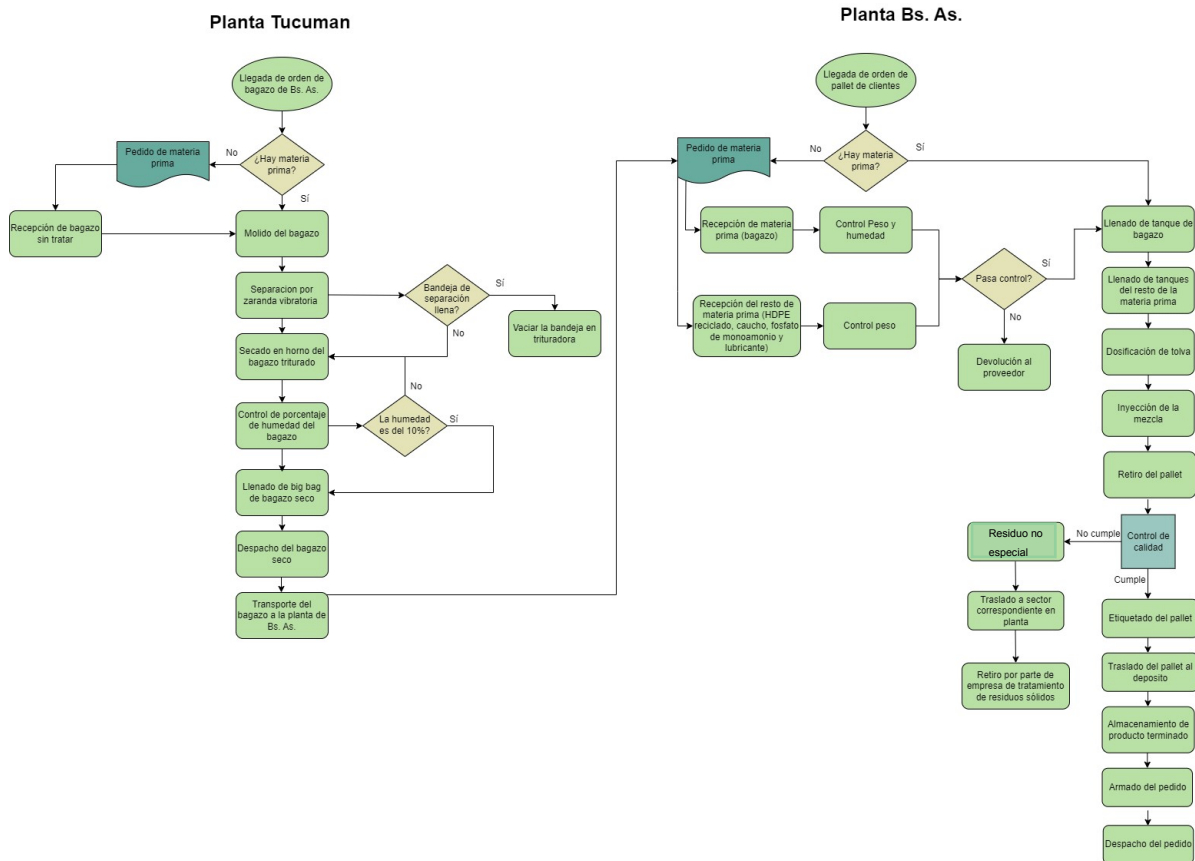 Planta Tucuman
Llegada de orden de
bagazo de Bs. As.
Pedido de materia
prima
No
¿Hay materia
prima?
Sí
Recepción de bagazo
sin tratar
Molido del bagazo
Separacion por
zaranda vibratoria
Bandeja de
separación
llena?
Sí
No
Vaciar la bandeja en
trituradora
Secado en horno del
bagazo triturado
No
Control de porcentaje
de humedad del
bagazo
La humedad
es del 10%?
Sí
Llenado de big bag
de bagazo seco
Despacho del bagazo
seco
Transporte del
bagazo a la planta de
Bs. As.
Planta Bs. As.
Llegada de orden de
pallet de clientes
Pedido de materia
prima
No
¿Hay materia
prima?
Sí
Recepción de materia
prima (bagazo)
Control Peso y
humedad
Recepción del resto de
materia prima (HDPE
reciclado, caucho, fosfato
de monoamonio y
lubricante)
Control peso
Pasa control?
Sí
No
Devolución al
proveedor
Llenado de tanque de
bagazo
Llenado de tanques
del resto de la
materia prima
Dosificación de tolva
Inyección de la
mezcla
Retiro del pallet
Control de
calidad
No cumple
Cumple
Residuo no
especial
Traslado a sector
correspondiente en
planta
Retiro por parte de
empresa de tratamiento
de residuos sólidos
Etiquetado del pallet
Traslado del pallet al
deposito
Almacenamiento de
producto terminado
Armado del pedido
Despacho del pedido